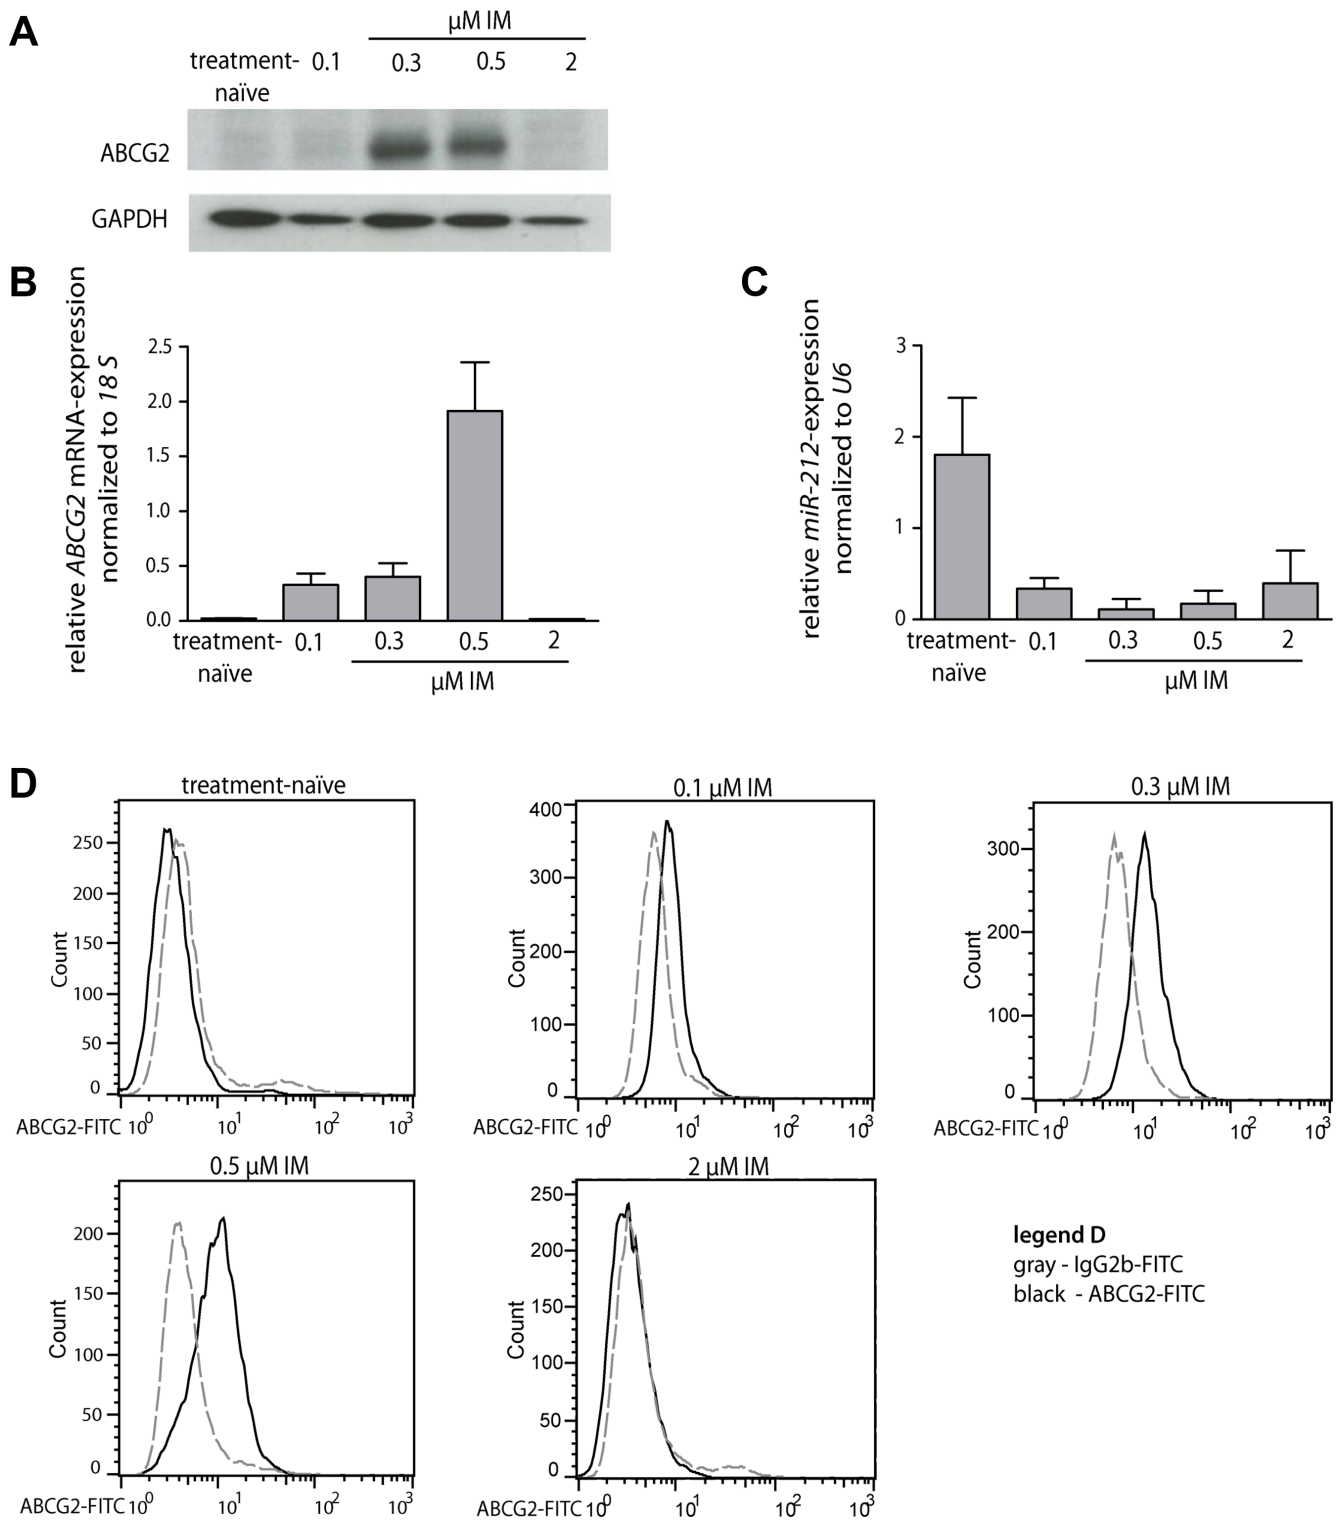 A
µM IM
treatment- 0.1 0.3 0.5 2
naïve
ABCG2
GAPDH
B
relative ABCG2 mRNA-expression
normalized to 18 S
2.5
2.0
1.5
1.0
0.5
0.0
treatment- 0.1 0.3 0.5 2
naïve
µM IM
C
relative miR-212-expression
normalized to U6
3
2
1
0
treatment- 0.1 0.3 0.5 2
naïve
µM IM
D
treatment-naïve
Count
250
200
150
100
50
0
ABCG2-FITC 10^0 10^1 10^2 10^3
0.1 µM IM
Count
400
300
200
100
0
ABCG2-FITC 10^0 10^1 10^2 10^3
0.3 µM IM
Count
300
200
100
0
ABCG2-FITC 10^0 10^1 10^2 10^3
0.5 µM IM
Count
200
150
100
50
0
ABCG2-FITC 10^0 10^1 10^2 10^3
2 µM IM
Count
250
200
150
100
50
0
ABCG2-FITC 10^0 10^1 10^2 10^3
legend D
gray - IgG2b-FITC
black - ABCG2-FITC